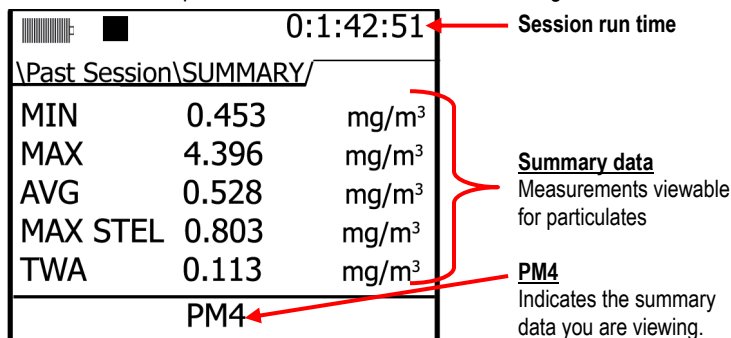 0:1:42:51
Session run time
\Past Session\SUMMARY/
MIN 0.453 mg/m³
MAX 4.396 mg/m³
AVG 0.528 mg/m³
MAX STEL 0.803 mg/m³
TWA 0.113 mg/m³
PM4
Summary data
Measurements viewable
for particulates
PM4
Indicates the summary
data you are viewing.